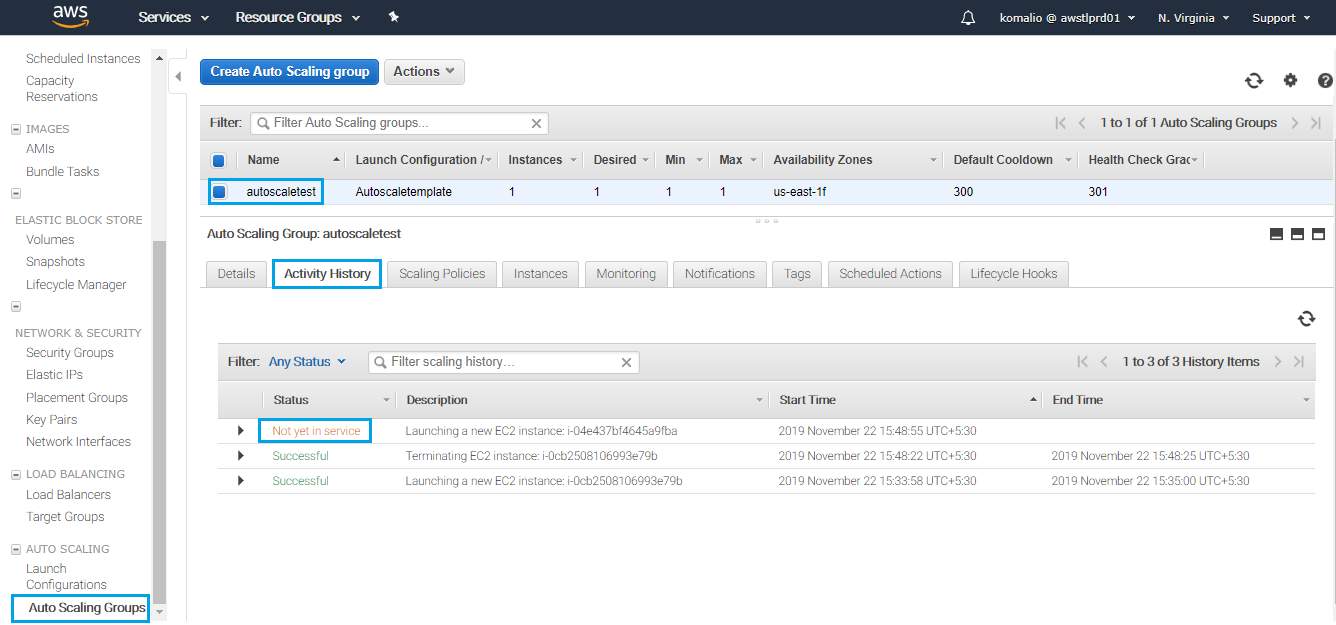 aws Services Resource Groups komalio @ awstlprd01 N. Virginia Support
Scheduled Instances
Capacity
Reservations
IMAGES
AMIs
Bundle Tasks
ELASTIC BLOCK STORE
Volumes
Snapshots
Lifecycle Manager
NETWORK & SECURITY
Security Groups
Elastic IPs
Placement Groups
Key Pairs
Network Interfaces
LOAD BALANCING
Load Balancers
Target Groups
AUTO SCALING
Launch
Configurations
Auto Scaling Groups
Create Auto Scaling group Actions
Filter: Filter Auto Scaling groups... 1 to 1 of 1 Auto Scaling Groups
Name Launch Configuration / Instances Desired Min Max Availability Zones Default Cooldown Health Check Grac
autoscaletest Autoscaletemplate 1 1 1 1 us-east-1f 300 301
Auto Scaling Group: autoscaletest
Details Activity History Scaling Policies Instances Monitoring Notifications Tags Scheduled Actions Lifecycle Hooks
Filter: Any Status Filter scaling history... 1 to 3 of 3 History Items
Status Description Start Time End Time
Not yet in service Launching a new EC2 instance: i-04e437bf4645a9fba 2019 November 22 15:48:55 UTC+5:30
Successful Terminating EC2 instance: i-0cb2508106993e79b 2019 November 22 15:48:22 UTC+5:30 2019 November 22 15:48:25 UTC+5:30
Successful Launching a new EC2 instance: i-0cb2508106993e79b 2019 November 22 15:33:58 UTC+5:30 2019 November 22 15:35:00 UTC+5:30